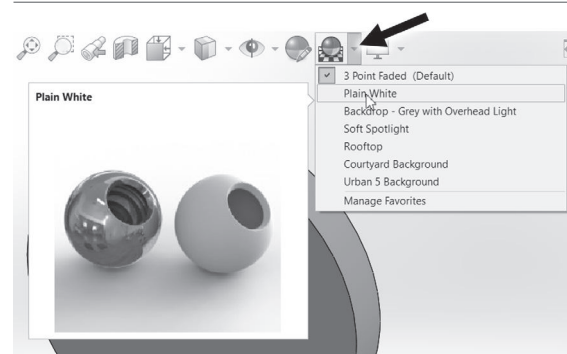 3 Point Faded (Default)
Plain White
Backdrop - Grey with Overhead Light
Soft Spotlight
Rooftop
Courtyard Background
Urban 5 Background
Manage Favorites
Plain White